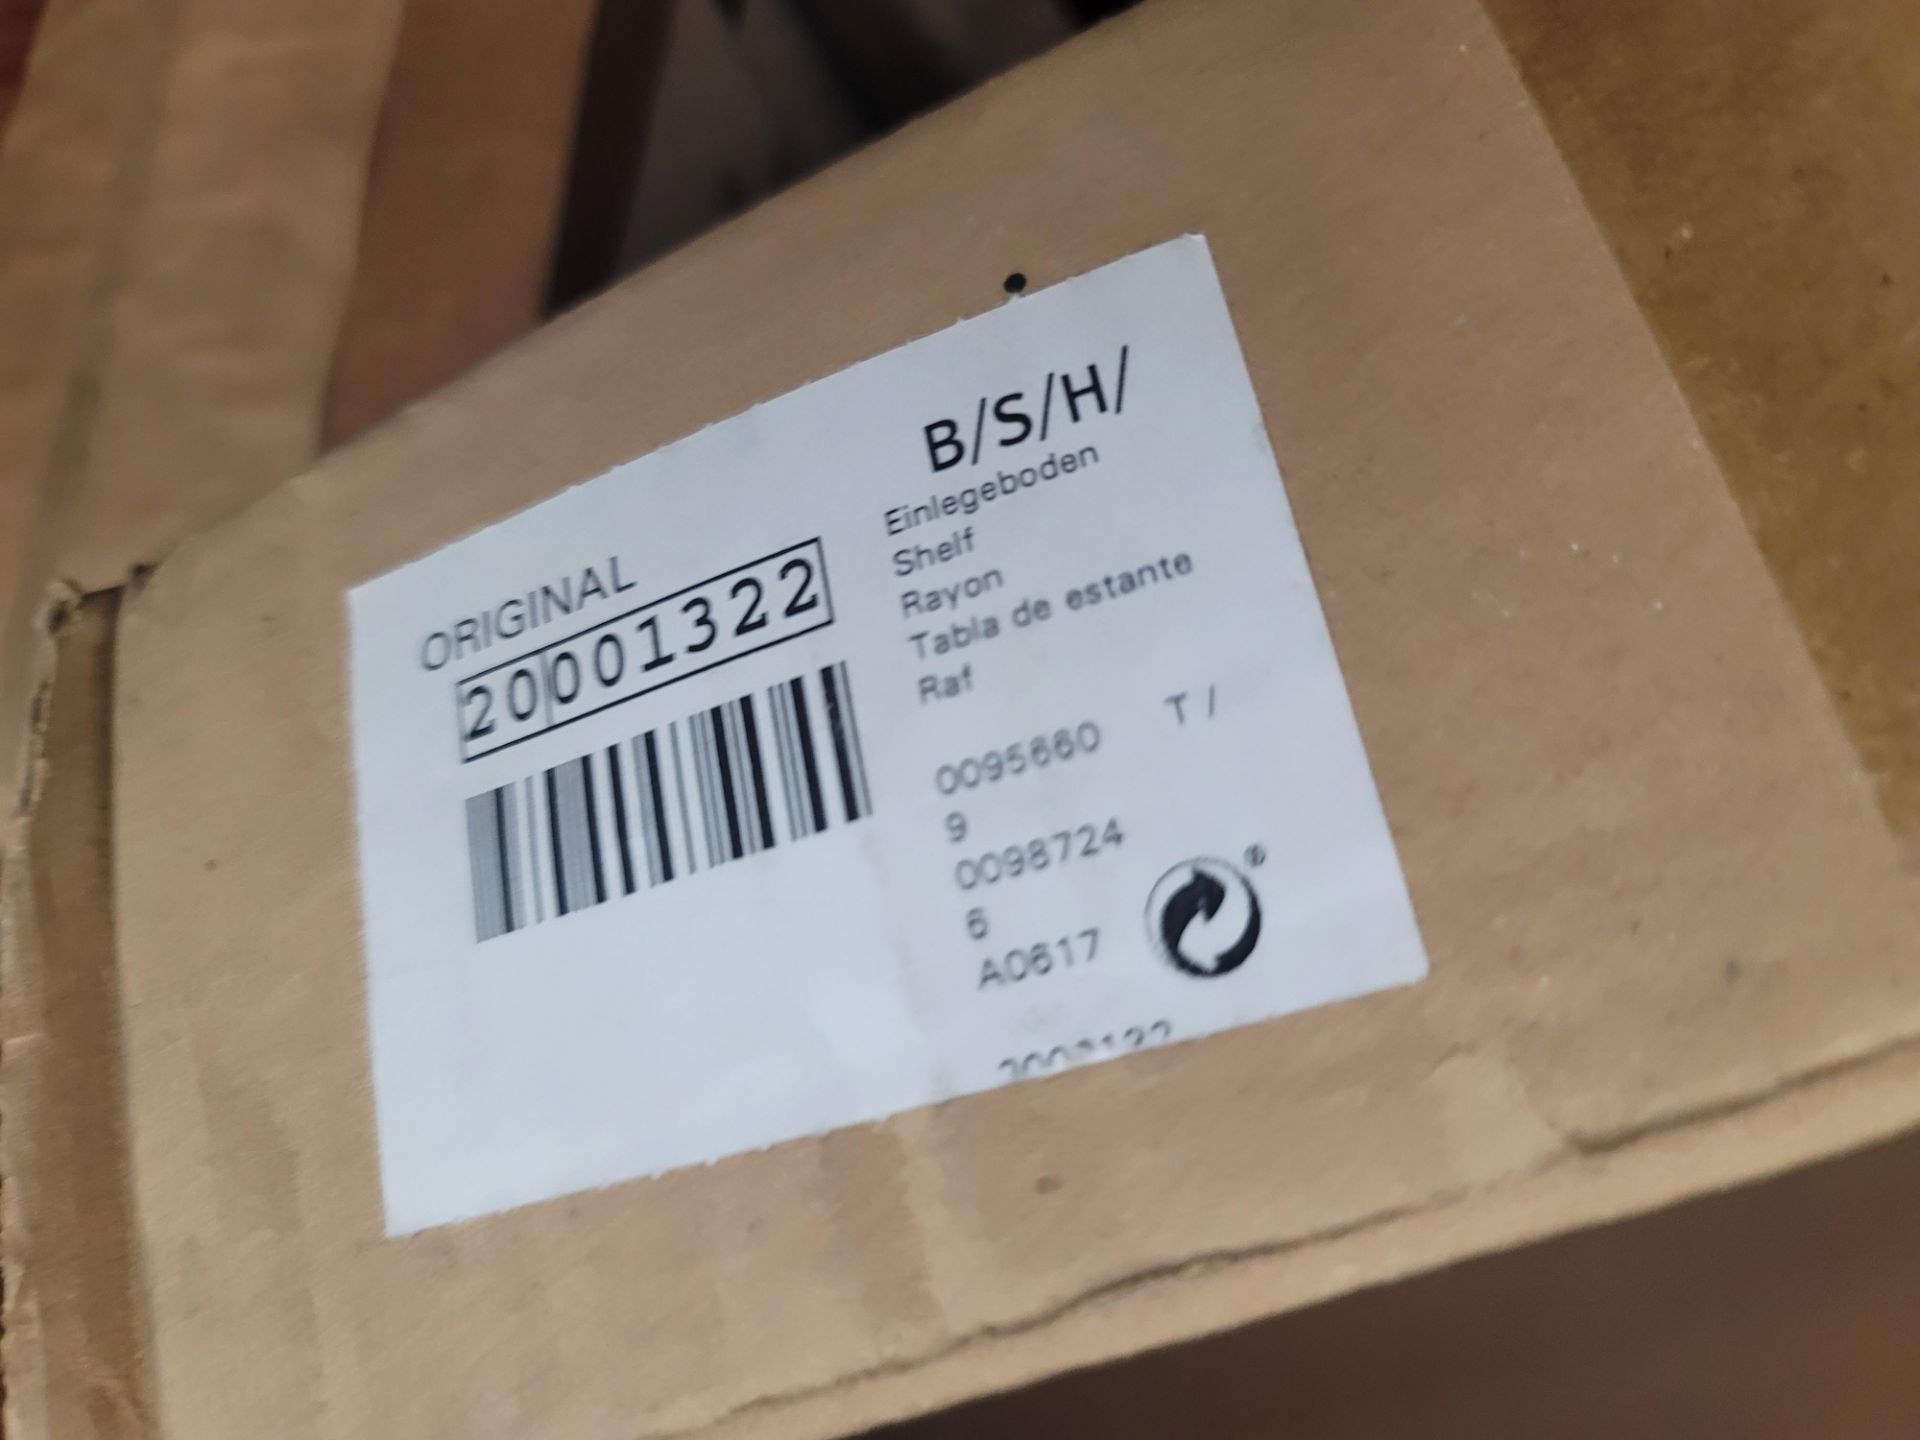 B/S/H/
ORIGINAL
20001322
Einlegeboden
Shelf
Rayon
Tabla de estante
Raf
0095660 T /
9
0098724
6
A0617